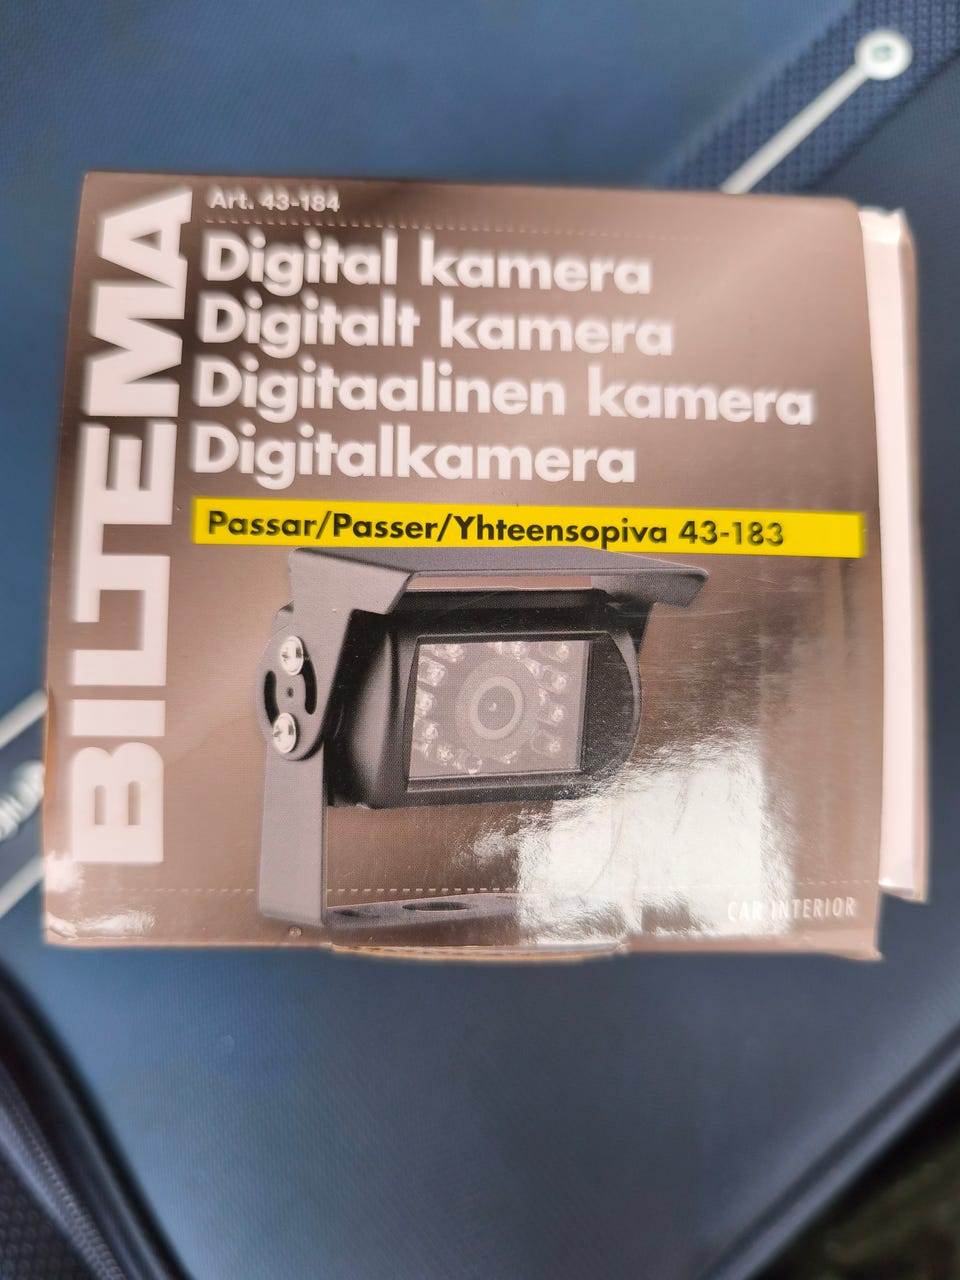 BILTEMA
Art. 43-184
Digital kamera
Digitalt kamera
Digitaalinen kamera
Digitalkamera
Passar/Passer/Yhteensopiva 43-183
CAR INTERIOR